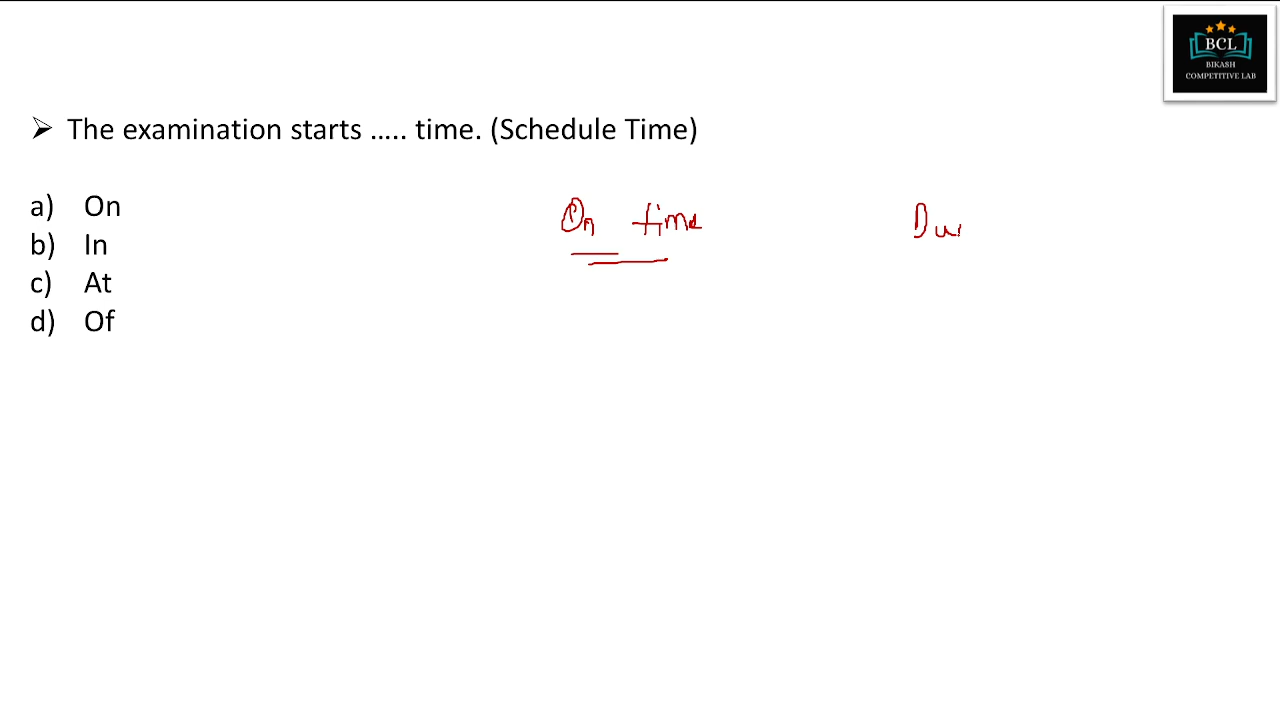 BCL
BIKASH
COMPETITIVE LAB
➢ The examination starts ..... time. (Schedule Time)
a) On
On time
b) In
c) At
d) Of